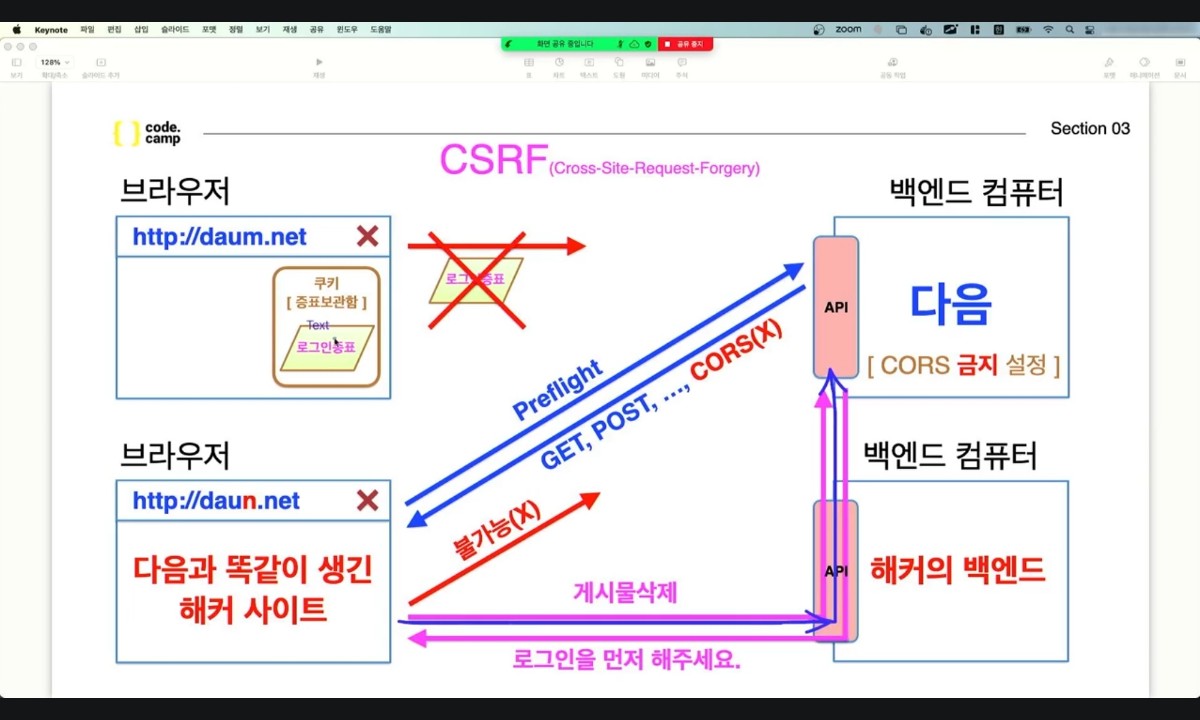 Keynote 파일 편집 삽입 슬라이드 포맷 정렬 보기 재생 공유 윈도우 도움말
zoom
화면 공유 중입니다
공유 중지
128%
보기 확대/축소 슬라이드 추가
재생
표 차트 텍스트 도형 미디어 주석
공동 작업
포맷 애니메이션 문서
{ } code.
camp
Section 03
CSRF(Cross-Site-Request-Forgery)
브라우저
http://daum.net
쿠키
[ 증표보관함 ]
Text
로그인증표
로그인증표
백엔드 컴퓨터
API
다음
[ CORS 금지 설정 ]
Preflight
GET, POST, ..., CORS(X)
브라우저
http://daun.net
다음과 똑같이 생긴
해커 사이트
불가능(X)
게시물삭제
로그인을 먼저 해주세요.
백엔드 컴퓨터
API
해커의 백엔드